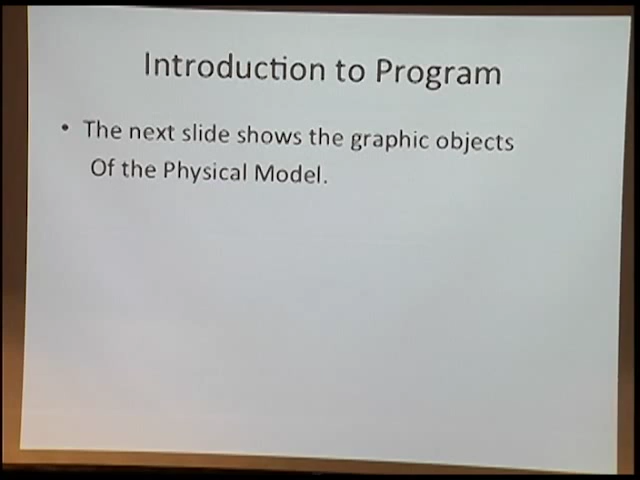 Introduction to Program
• The next slide shows the graphic objects
Of the Physical Model.